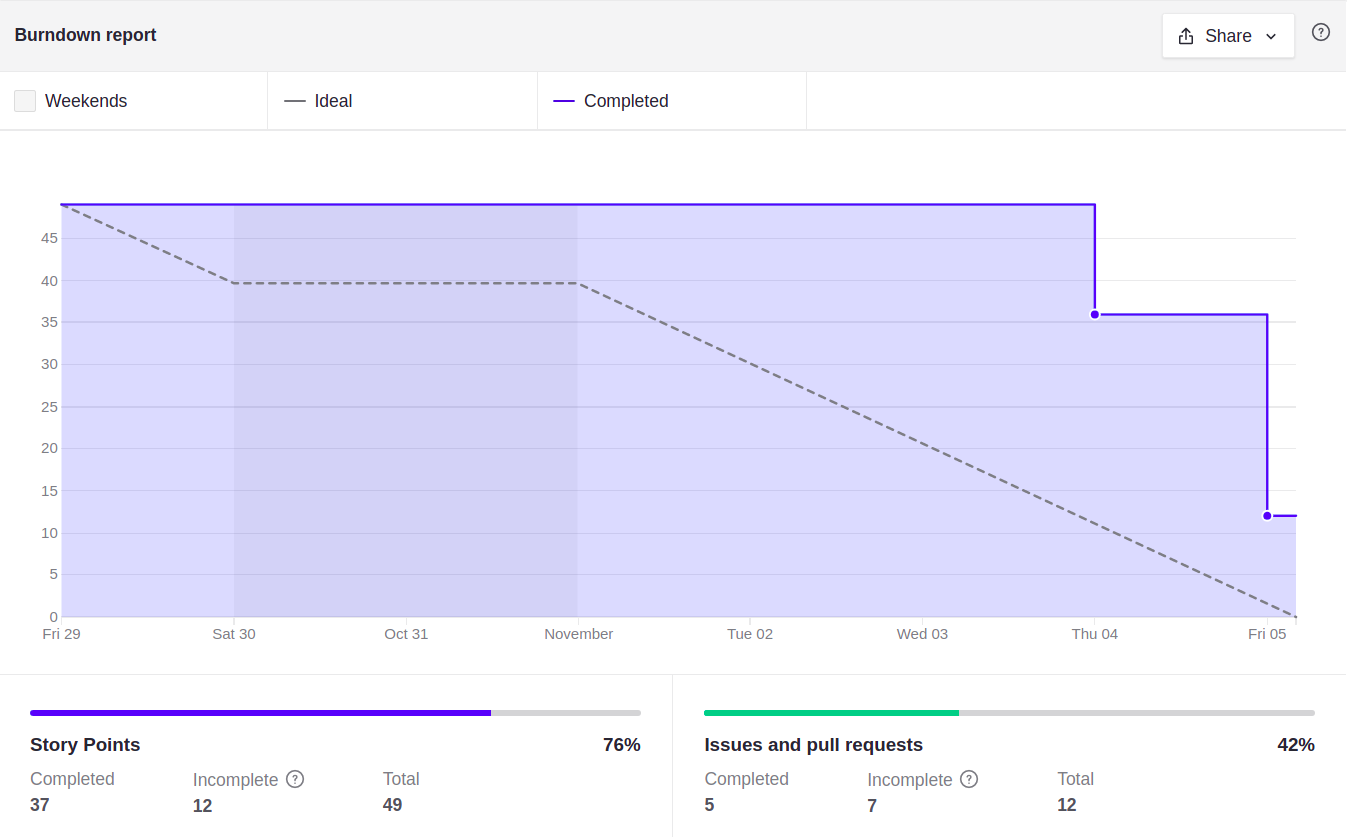 Burndown report
Share
?
Weekends
Ideal
Completed
45
40
35
30
25
20
15
10
5
0
Fri 29 Sat 30 Oct 31 November Tue 02 Wed 03 Thu 04 Fri 05
Story Points 76%
Completed Incomplete ? Total
37 12 49
Issues and pull requests 42%
Completed Incomplete ? Total
5 7 12